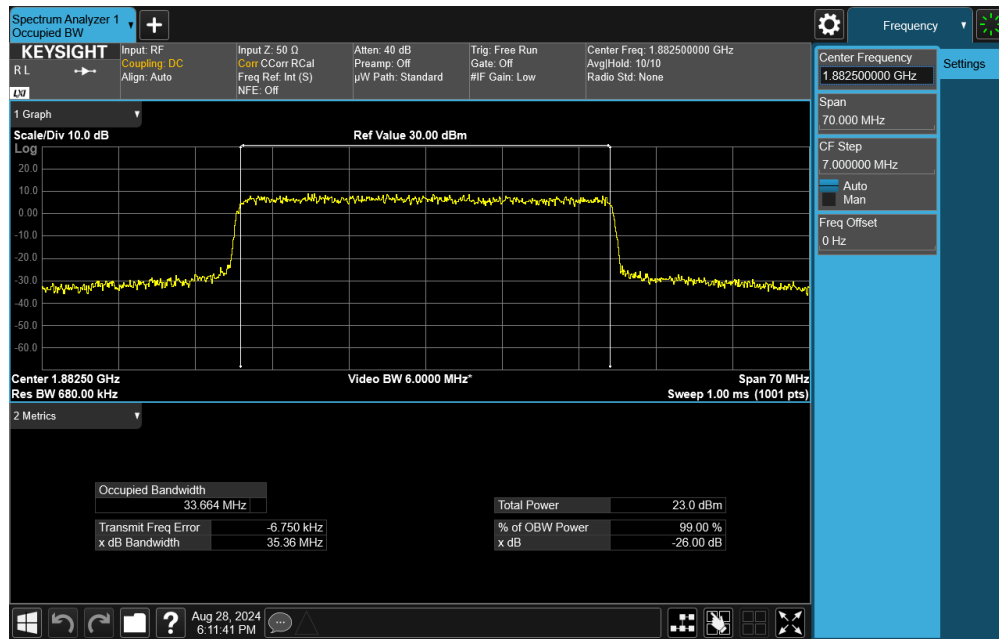 Spectrum Analyzer 1
Occupied BW
Frequency
KEYSIGHT
R L
LXI
Input: RF
Coupling: DC
Align: Auto
Input Z: 50 Ω
Corr CCorr RCal
Freq Ref: Int (S)
NFE: Off
Atten: 40 dB
Preamp: Off
µW Path: Standard
Trig: Free Run
Gate: Off
#IF Gain: Low
Center Freq: 1.882500000 GHz
Avg|Hold: 10/10
Radio Std: None
Center Frequency
1.882500000 GHz
Settings
Span
70.000 MHz
CF Step
7.000000 MHz
Auto
Man
Freq Offset
0 Hz
1 Graph
Scale/Div 10.0 dB
Ref Value 30.00 dBm
Log
20.0
10.0
0.00
-10.0
-20.0
-30.0
-40.0
-50.0
-60.0
Center 1.88250 GHz
Video BW 6.0000 MHz*
Span 70 MHz
Res BW 680.00 kHz
Sweep 1.00 ms (1001 pts)
2 Metrics
Occupied Bandwidth
33.664 MHz
Total Power 23.0 dBm
Transmit Freq Error -6.750 kHz
% of OBW Power 99.00 %
x dB Bandwidth 35.36 MHz
x dB -26.00 dB
Aug 28, 2024
6:11:41 PM